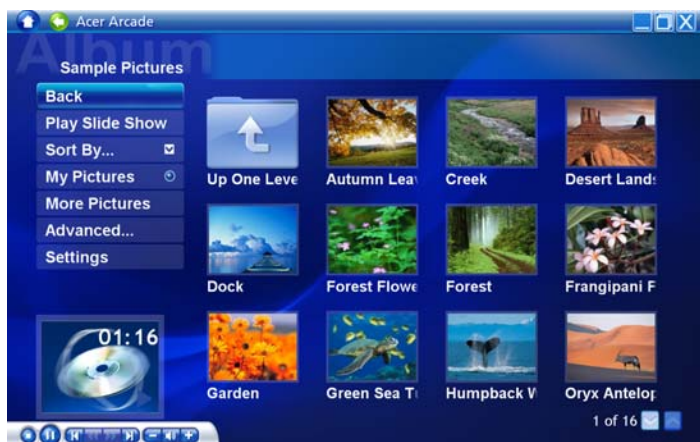 Acer Arcade
Album
Sample Pictures
Back
Play Slide Show
Sort By...
My Pictures
More Pictures
Advanced...
Settings
Up One Leve
Autumn Lea
Creek
Desert Lands
Dock
Forest Flowe
Forest
Frangipani F
Garden
Green Sea T
Humpback W
Oryx Antelop
01:16
1 of 16